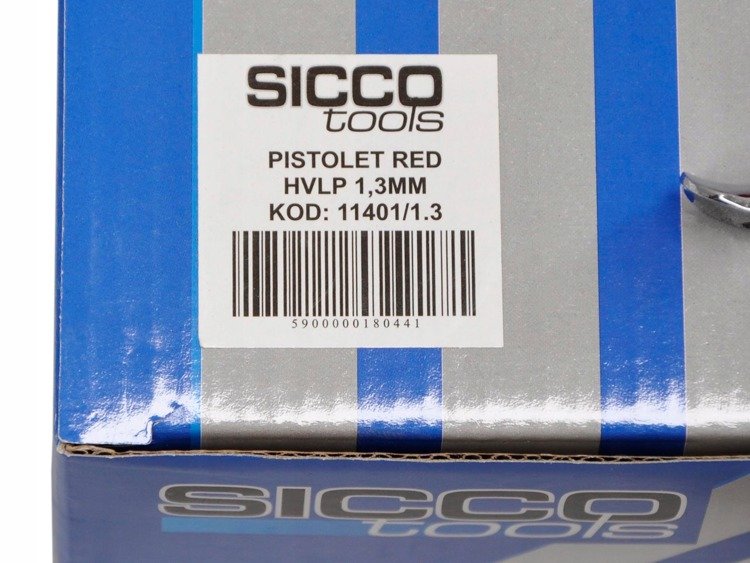 SICCO
tools
PISTOLET RED
HVLP 1,3MM
KOD: 11401/1.3
5900000180441
SICCO
tools